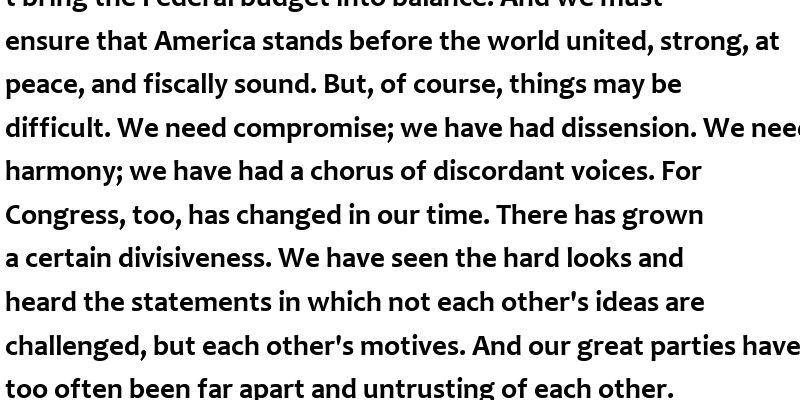 t bring the Federal budget into balance. And we must
ensure that America stands before the world united, strong, at
peace, and fiscally sound. But, of course, things may be
difficult. We need compromise; we have had dissension. We need
harmony; we have had a chorus of discordant voices. For
Congress, too, has changed in our time. There has grown
a certain divisiveness. We have seen the hard looks and
heard the statements in which not each other's ideas are
challenged, but each other's motives. And our great parties have
too often been far apart and untrusting of each other.